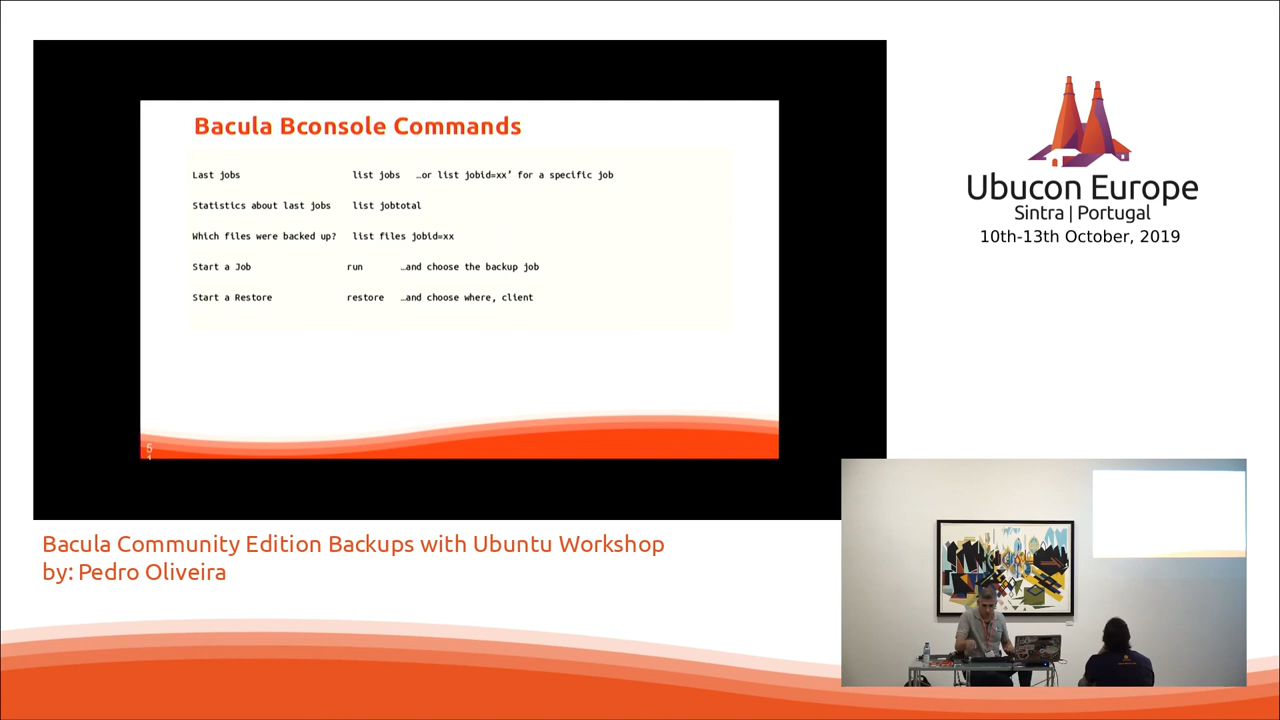 Bacula Bconsole Commands
Last jobs list jobs …or list jobid=xx’ for a specific job
Statistics about last jobs list jobtotal
Which files were backed up? list files jobid=xx
Start a Job run …and choose the backup job
Start a Restore restore …and choose where, client
5
Ubucon Europe
Sintra | Portugal
10th-13th October, 2019
Bacula Community Edition Backups with Ubuntu Workshop
by: Pedro Oliveira